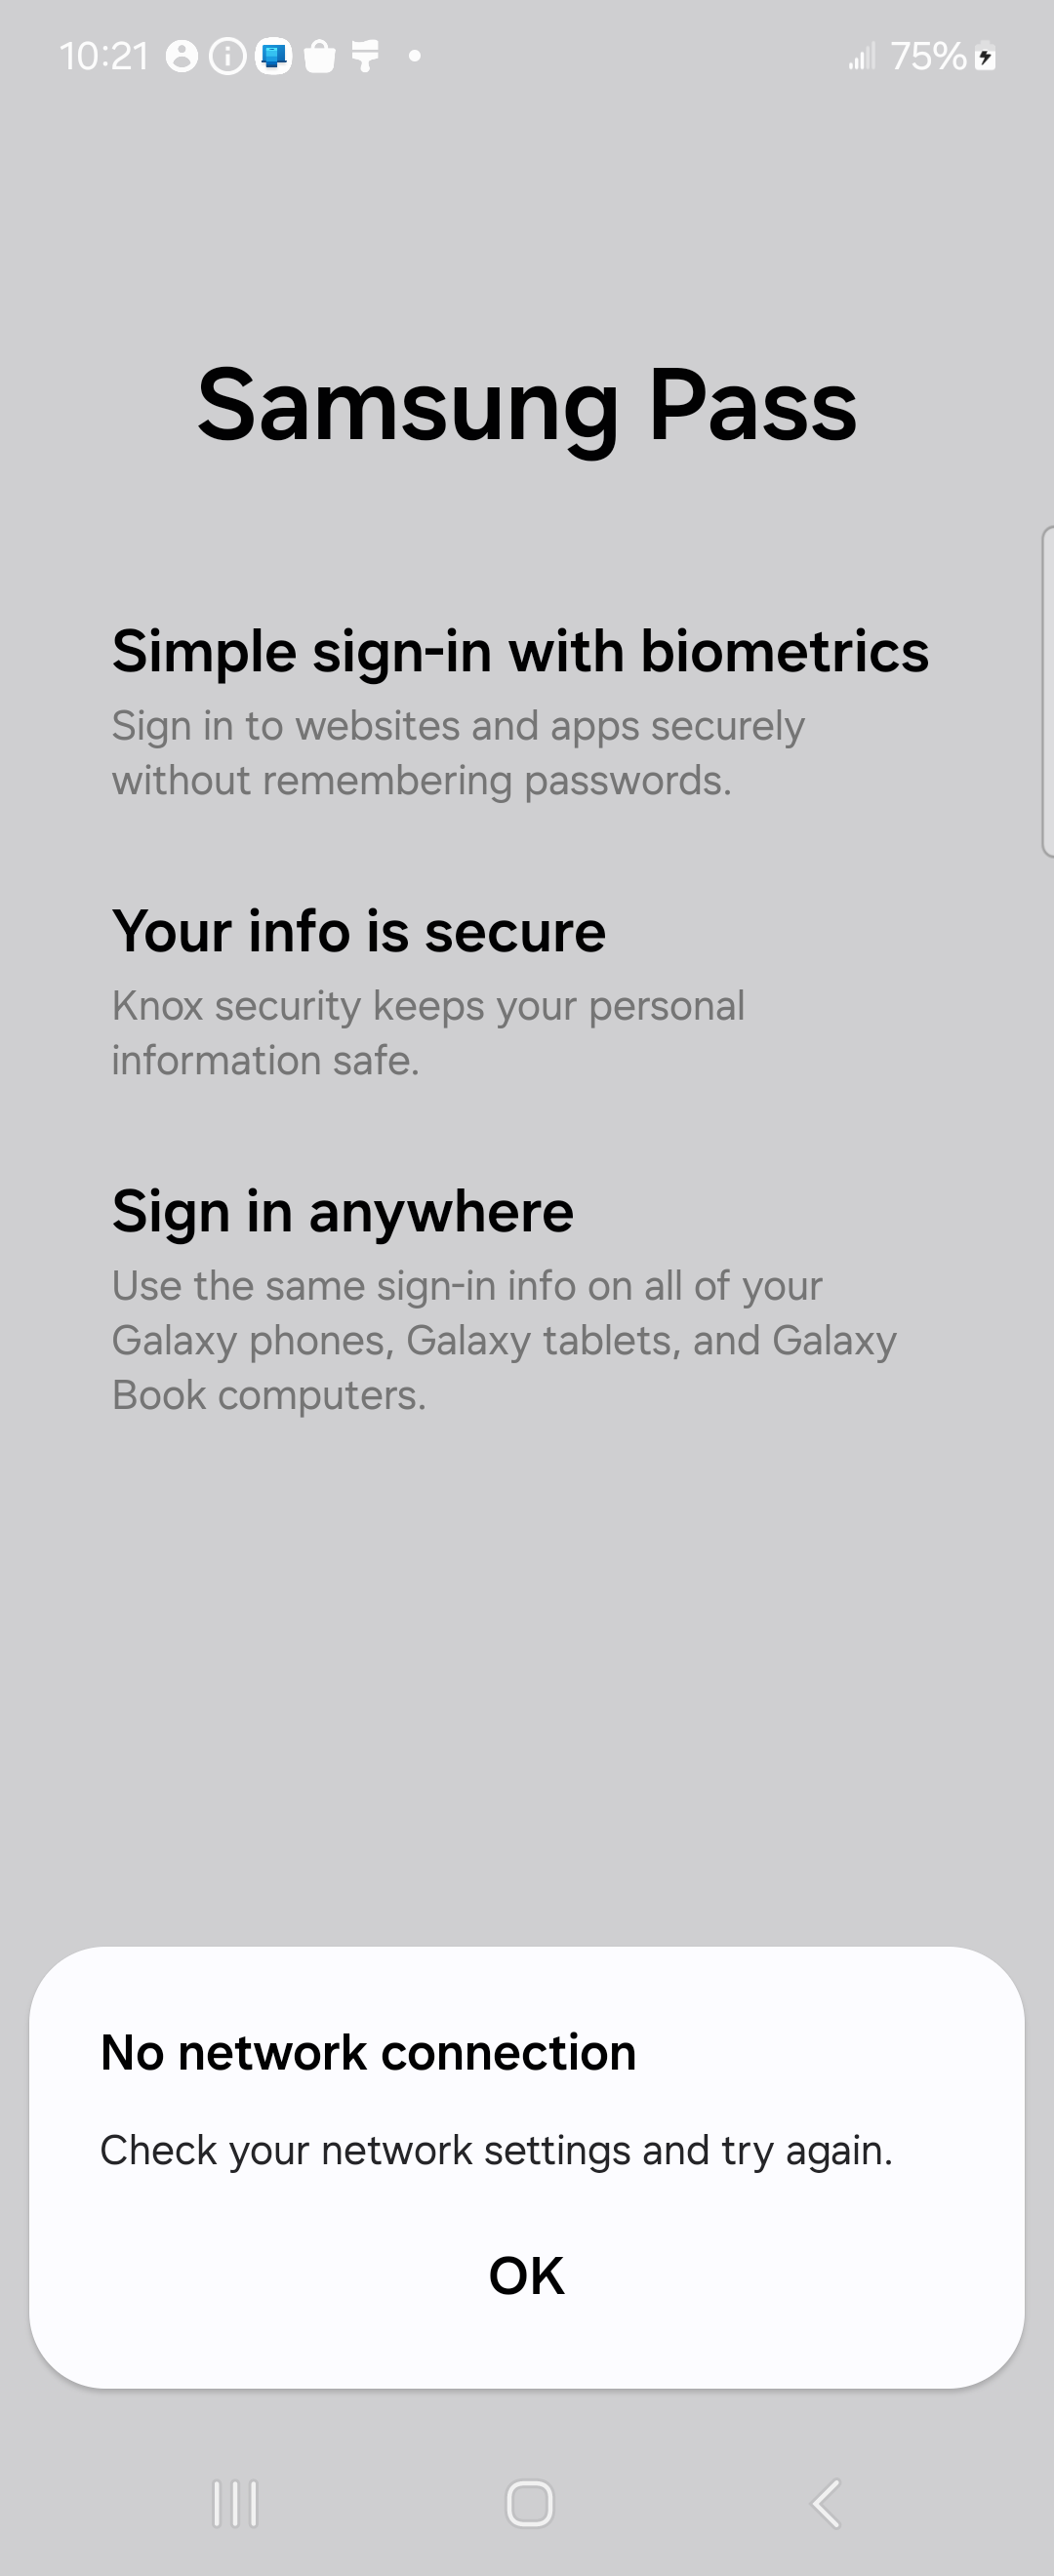 10:21
75%
Samsung Pass
Simple sign-in with biometrics
Sign in to websites and apps securely
without remembering passwords.
Your info is secure
Knox security keeps your personal
information safe.
Sign in anywhere
Use the same sign-in info on all of your
Galaxy phones, Galaxy tablets, and Galaxy
Book computers.
No network connection
Check your network settings and try again.
OK